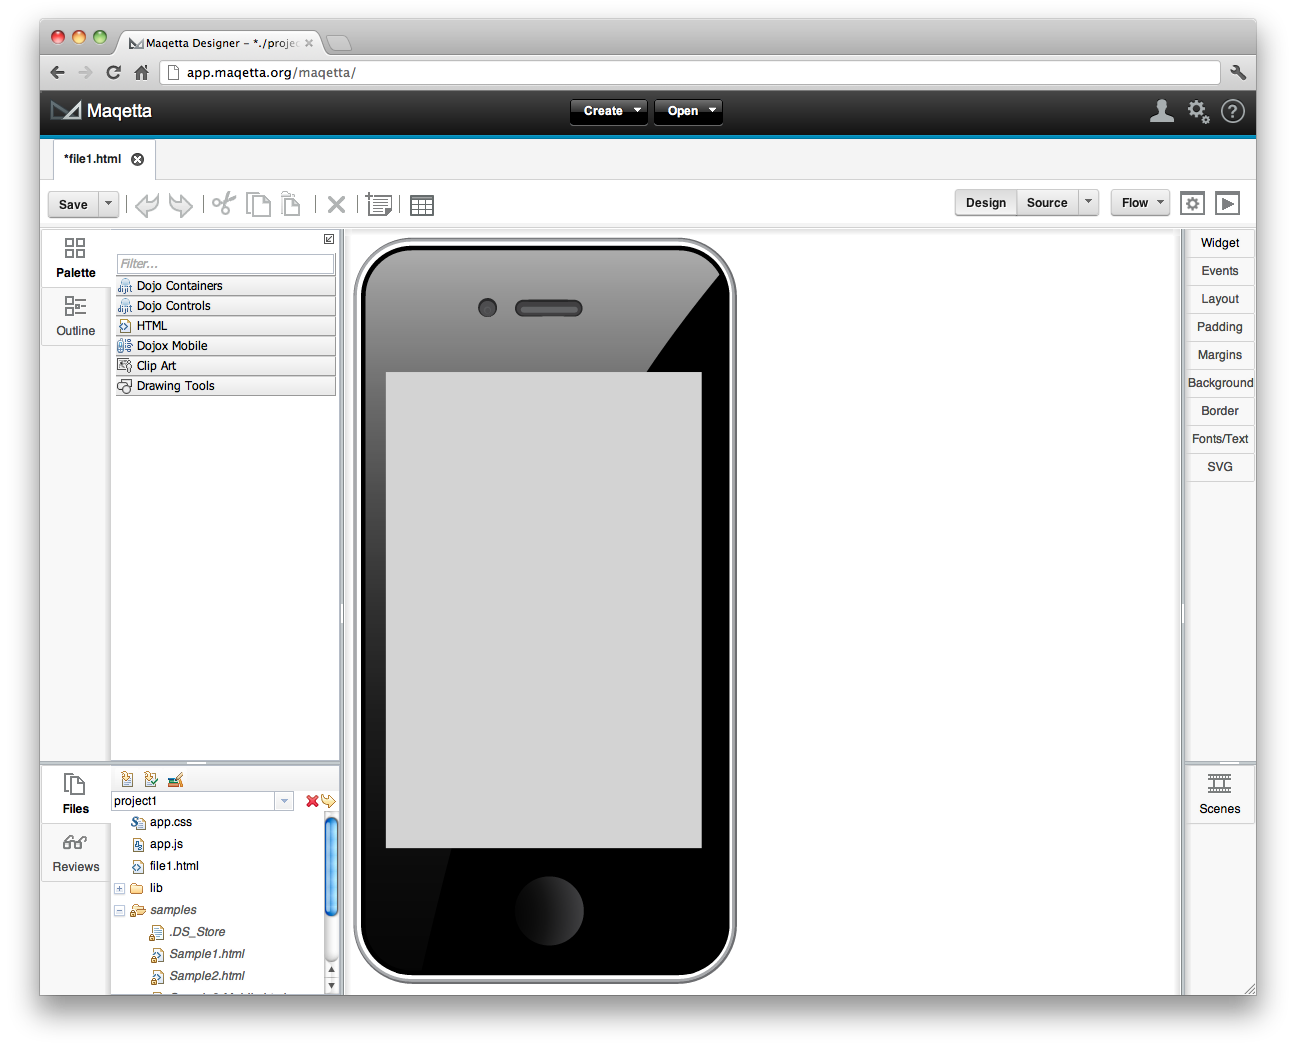 Maqetta Designer – *./projec
app.maqetta.org/maqetta/
Maqetta
Create
Open
*file1.html
Save
Design
Source
Flow
Palette
Outline
Filter...
Dojo Containers
Dojo Controls
HTML
Dojox Mobile
Clip Art
Drawing Tools
Widget
Events
Layout
Padding
Margins
Background
Border
Fonts/Text
SVG
Files
Reviews
project1
app.css
app.js
file1.html
lib
samples
.DS_Store
Sample1.html
Sample2.html
Scenes